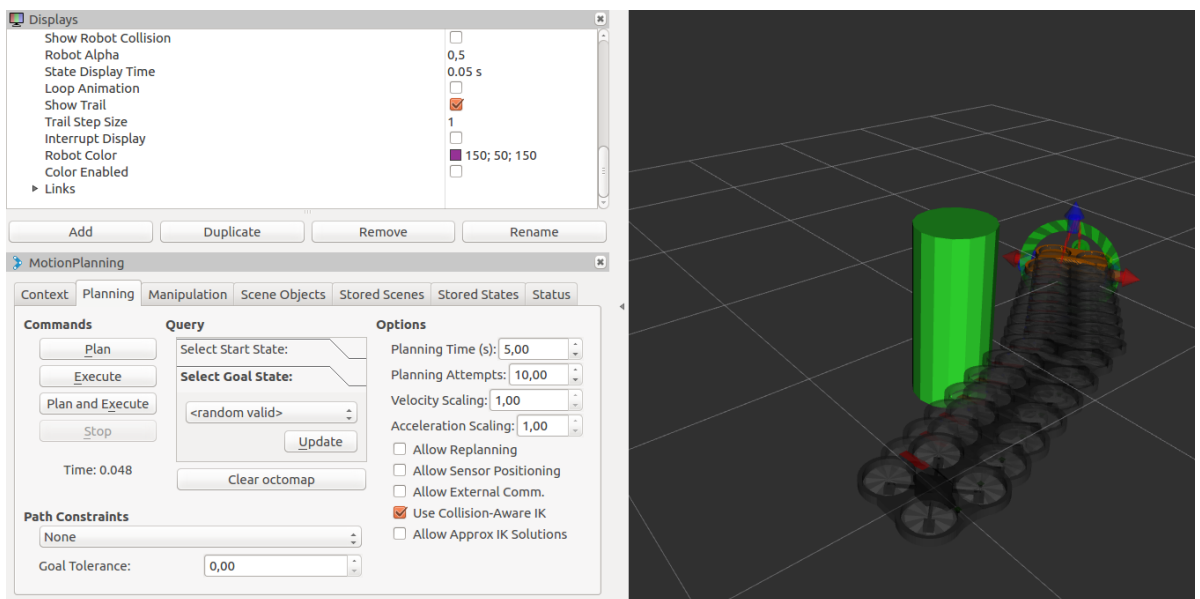 Displays
Show Robot Collision
Robot Alpha 0,5
State Display Time 0.05 s
Loop Animation
Show Trail
Trail Step Size 1
Interrupt Display
Robot Color 150; 50; 150
Color Enabled
Links
Add Duplicate Remove Rename
MotionPlanning
Context Planning Manipulation Scene Objects Stored Scenes Stored States Status
Commands Query Options
Plan Select Start State: Planning Time (s): 5,00
Execute Select Goal State: Planning Attempts: 10,00
Plan and Execute <random valid> Velocity Scaling: 1,00
Stop Update Acceleration Scaling: 1,00
Allow Replanning
Time: 0.048 Clear octomap Allow Sensor Positioning
Allow External Comm.
Path Constraints Use Collision-Aware IK
None Allow Approx IK Solutions
Goal Tolerance: 0,00